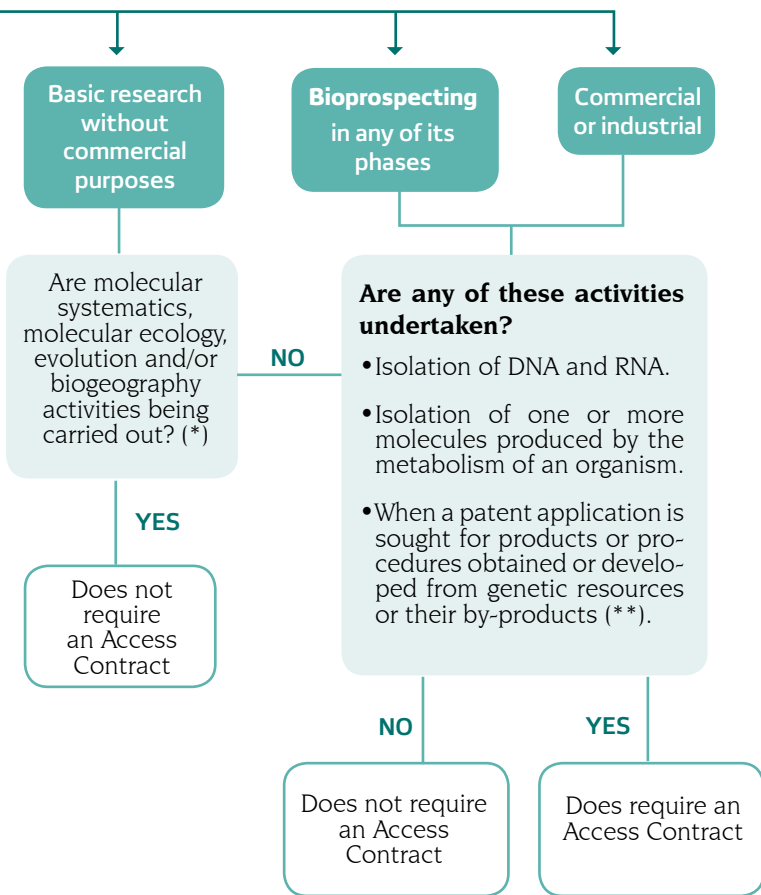 Basic research
without
commercial
purposes
Bioprospecting
in any of its
phases
Commercial
or industrial
Are molecular
systematics,
molecular ecology,
evolution and/or
biogeography
activities being
carried out? (*)
NO
YES
Does not
require
an Access
Contract
Are any of these activities
undertaken?
•Isolation of DNA and RNA.
•Isolation of one or more
molecules produced by the
metabolism of an organism.
•When a patent application is
sought for products or pro-
cedures obtained or develo-
ped from genetic resources
or their by-products (**).
NO
YES
Does not require
an Access
Contract
Does require an
Access Contract